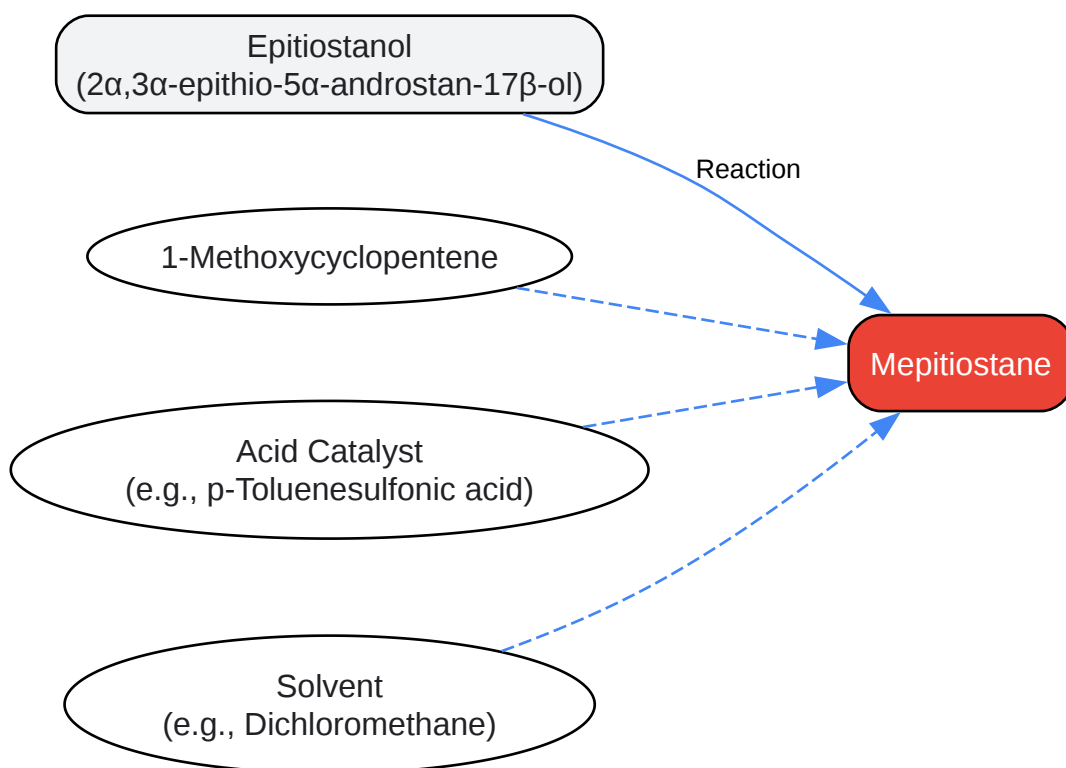 Epitiostanol
(2α,3α-epithio-5α-androstan-17β-ol)
Reaction
1-Methoxycyclopentene
Mepitiostane
Acid Catalyst
(e.g., p-Toluenesulfonic acid)
Solvent
(e.g., Dichloromethane)